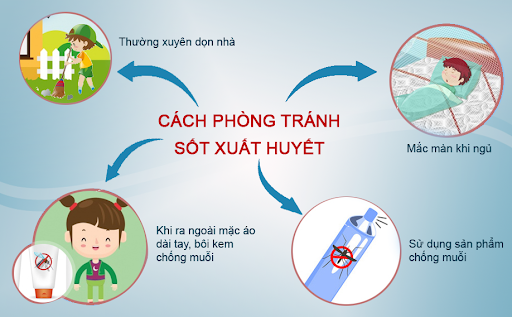 Thường xuyên dọn nhà
CÁCH PHÒNG TRÁNH
SỐT XUẤT HUYẾT
Mắc màn khi ngủ
Khi ra ngoài mặc áo
dài tay, bôi kem
chống muỗi
Sử dụng sản phẩm
chống muỗi